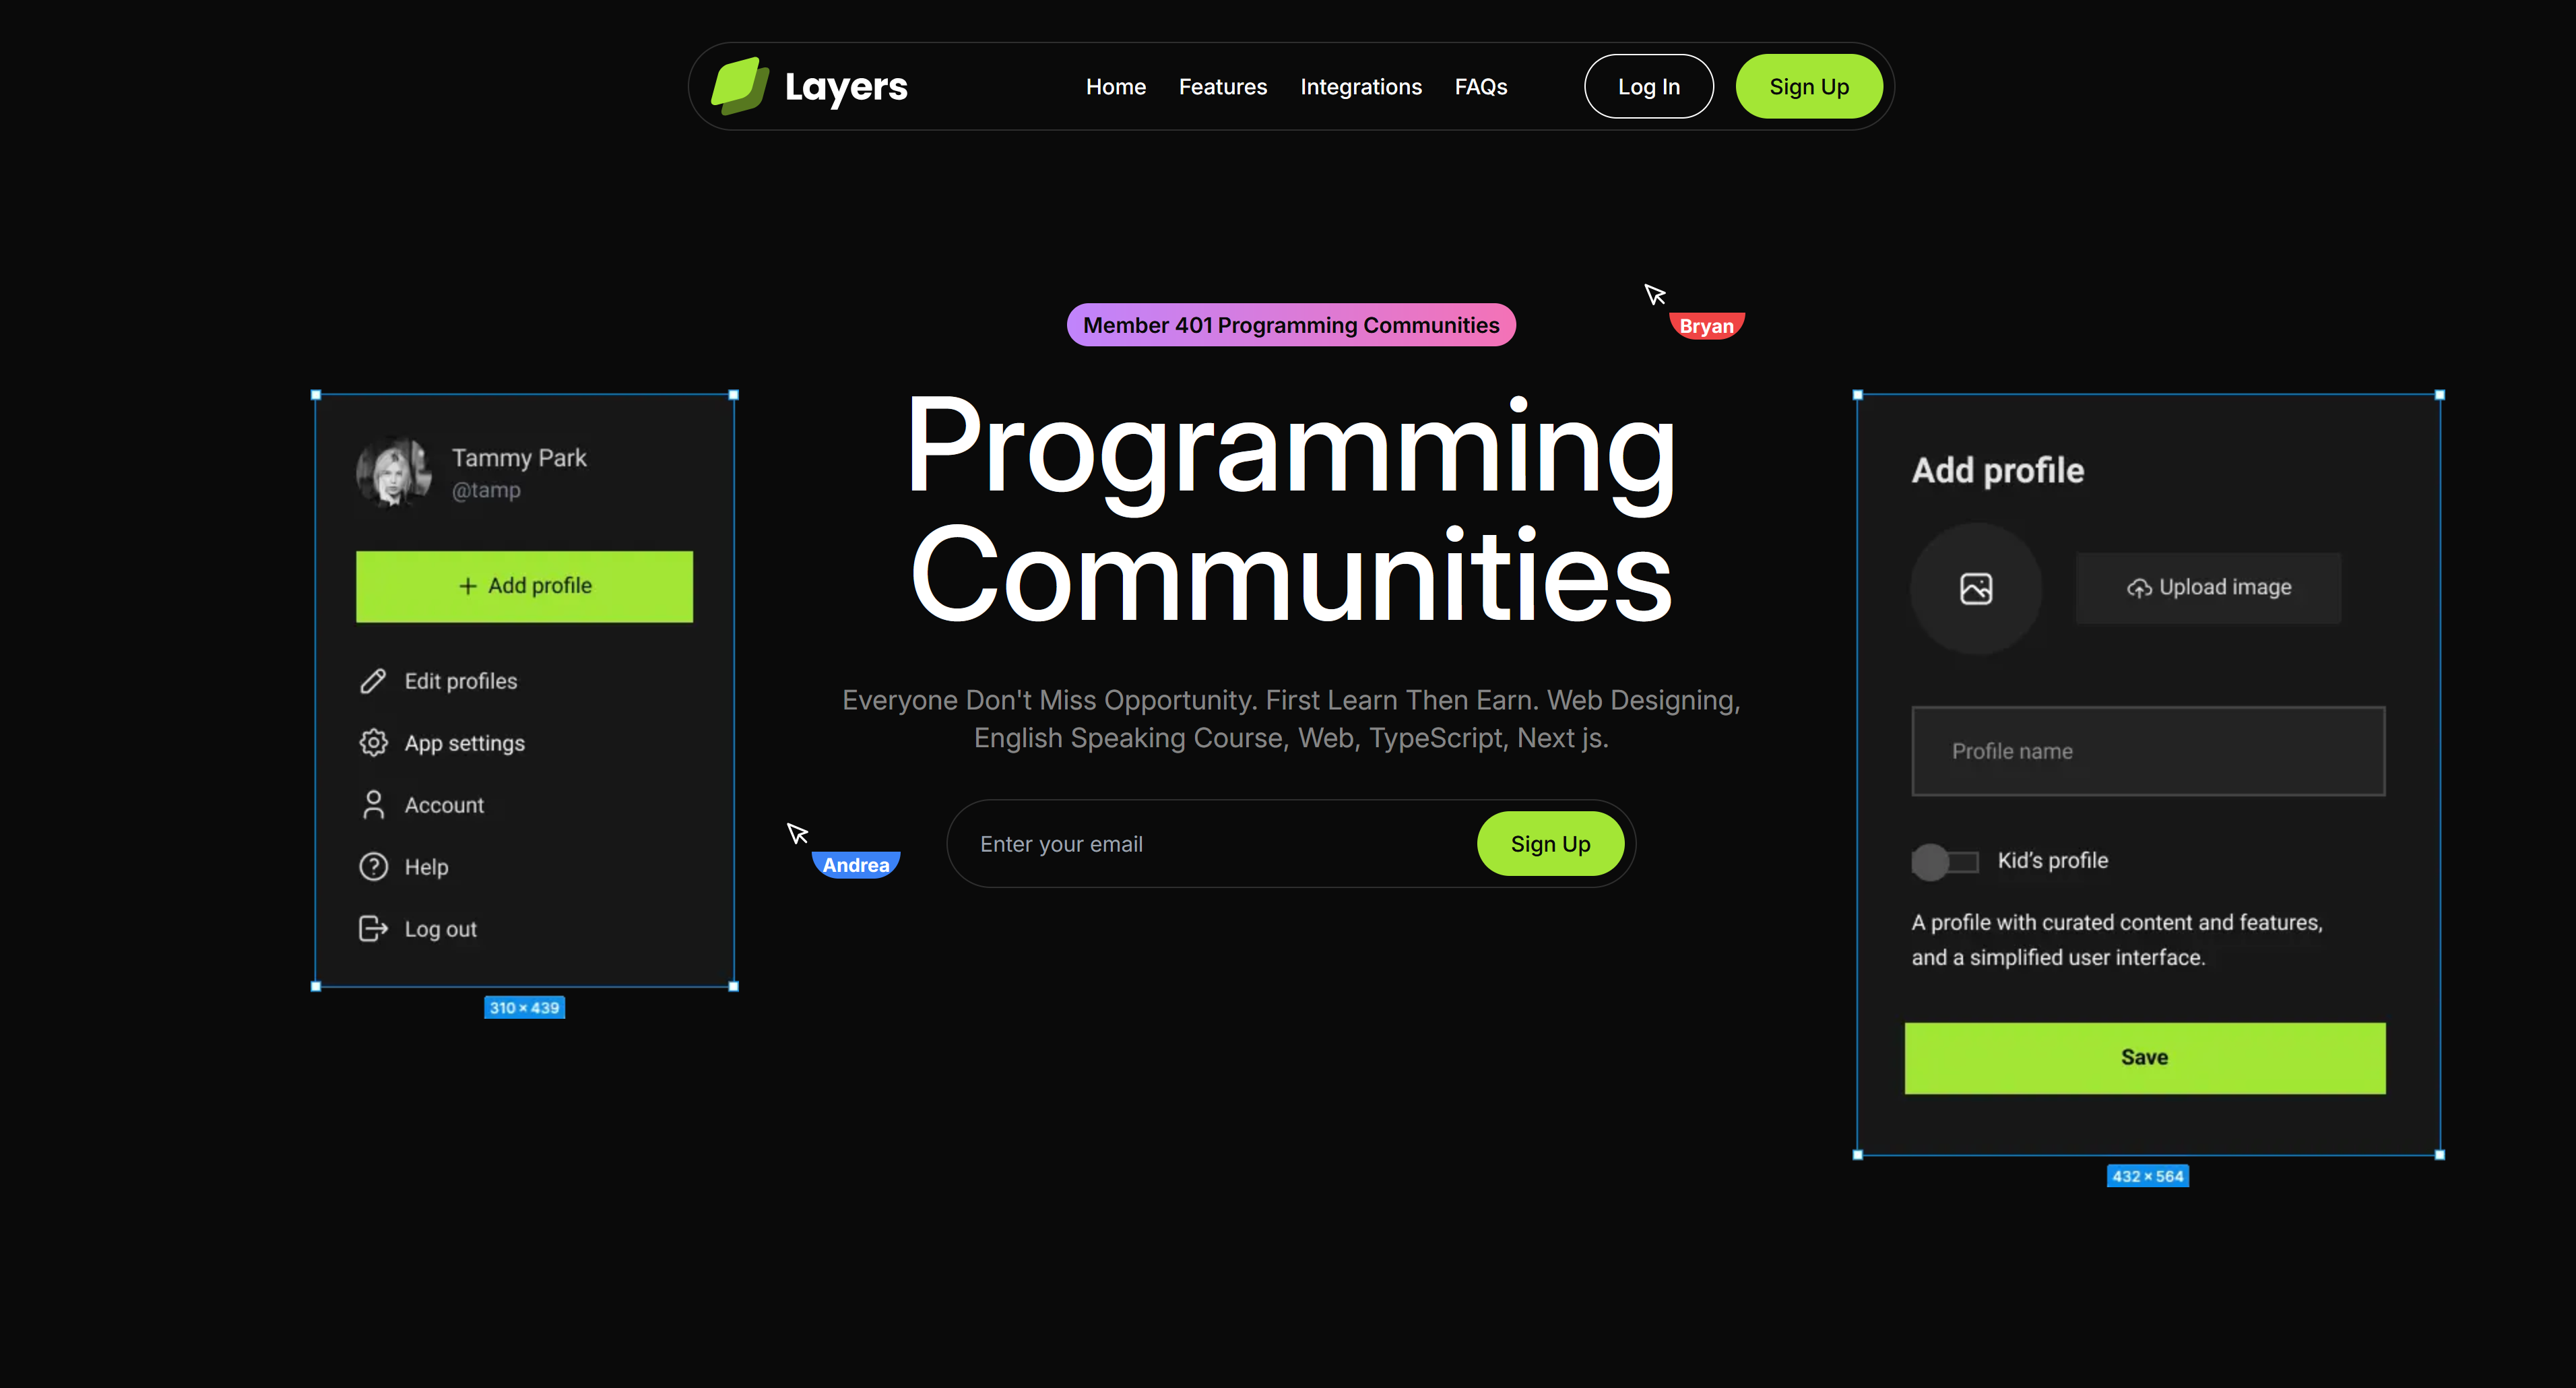 Layers
Home Features Integrations FAQs
Log In
Sign Up
Member 401 Programming Communities
Bryan
Programming
Communities
Everyone Don't Miss Opportunity. First Learn Then Earn. Web Designing,
English Speaking Course, Web, TypeScript, Next js.
Enter your email
Sign Up
Andrea
Tammy Park
@tamp
+ Add profile
Edit profiles
App settings
Account
Help
Log out
310 × 439
Add profile
Upload image
Profile name
Kid’s profile
A profile with curated content and features,
and a simplified user interface.
Save
432 × 564